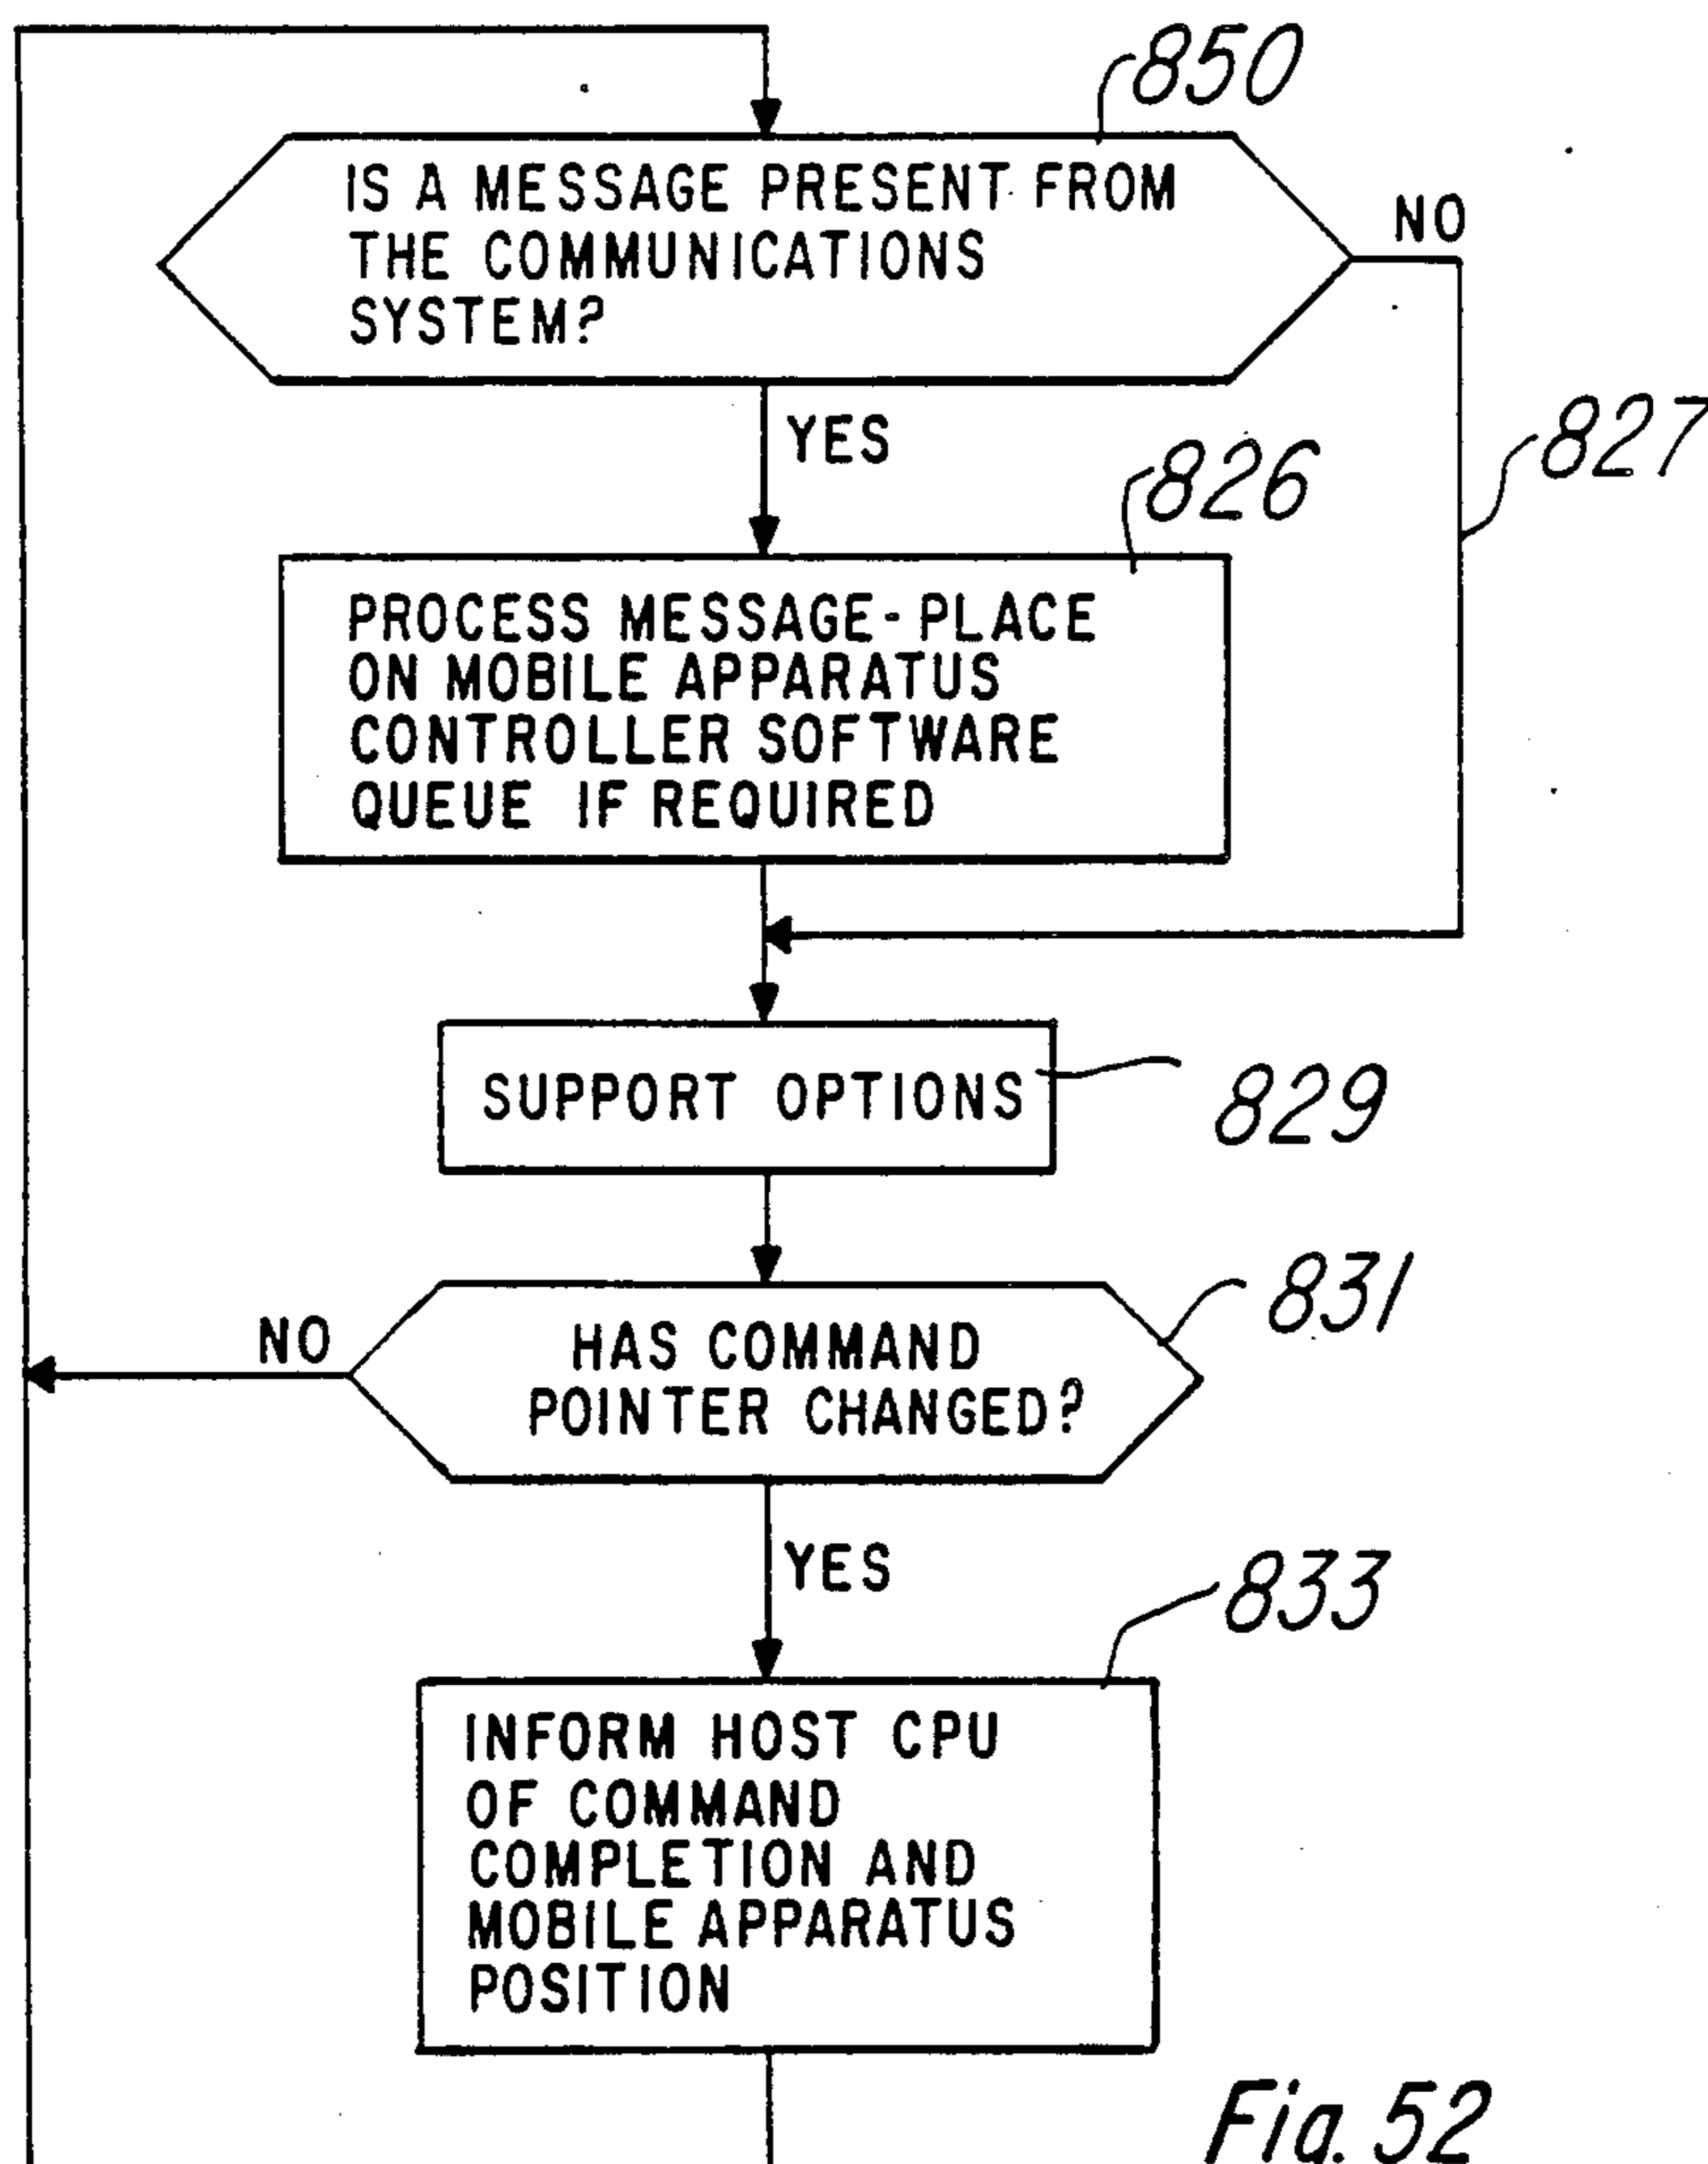 850
IS A MESSAGE PRESENT FROM
THE COMMUNICATIONS
SYSTEM?
NO
YES
827
826
PROCESS MESSAGE-PLACE
ON MOBILE APPARATUS
CONTROLLER SOFTWARE
QUEUE IF REQUIRED
SUPPORT OPTIONS
829
831
NO
HAS COMMAND
POINTER CHANGED?
YES
833
INFORM HOST CPU
OF COMMAND
COMPLETION AND
MOBILE APPARATUS
POSITION
Fig. 52